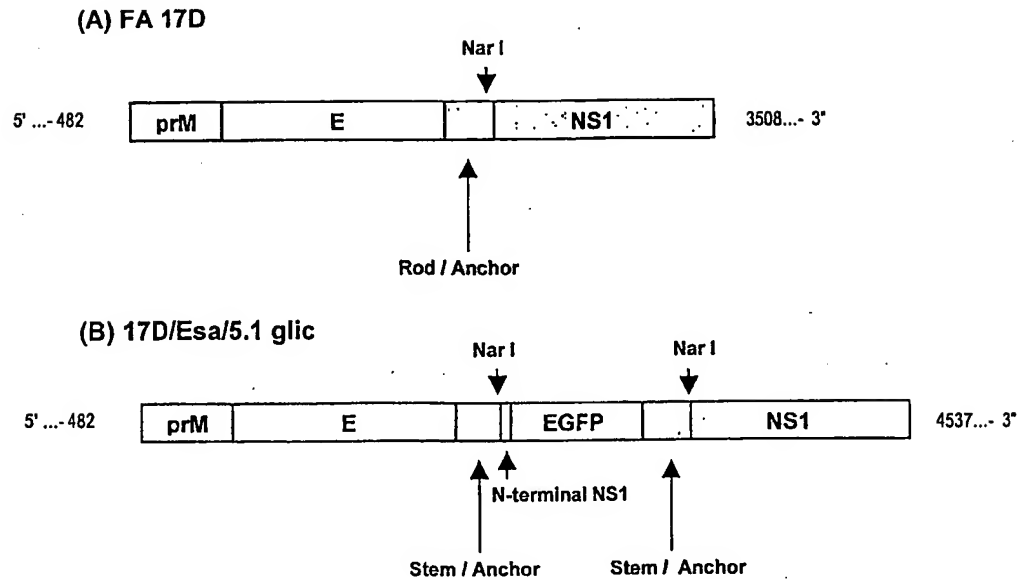 (A) FA 17D
Nar I
5' ...- 482 prM E NS1 3508...- 3"
Rod / Anchor
(B) 17D/Esa/5.1 glic
Nar I Nar I
5' ...- 482 prM E EGFP NS1 4537...- 3"
N-terminal NS1
Stem / Anchor Stem / Anchor